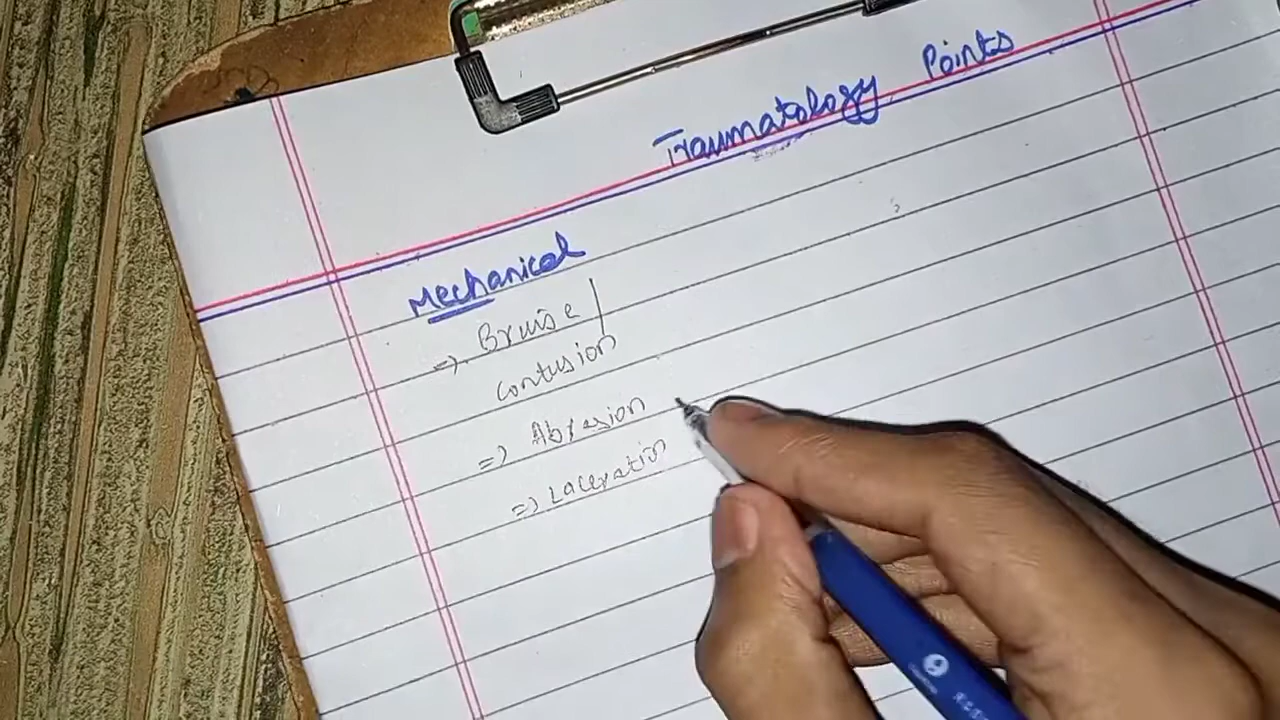 Traumatology Points
Mechanical
=> Bruise /
contusion
=> Abrasion
=> Laceration